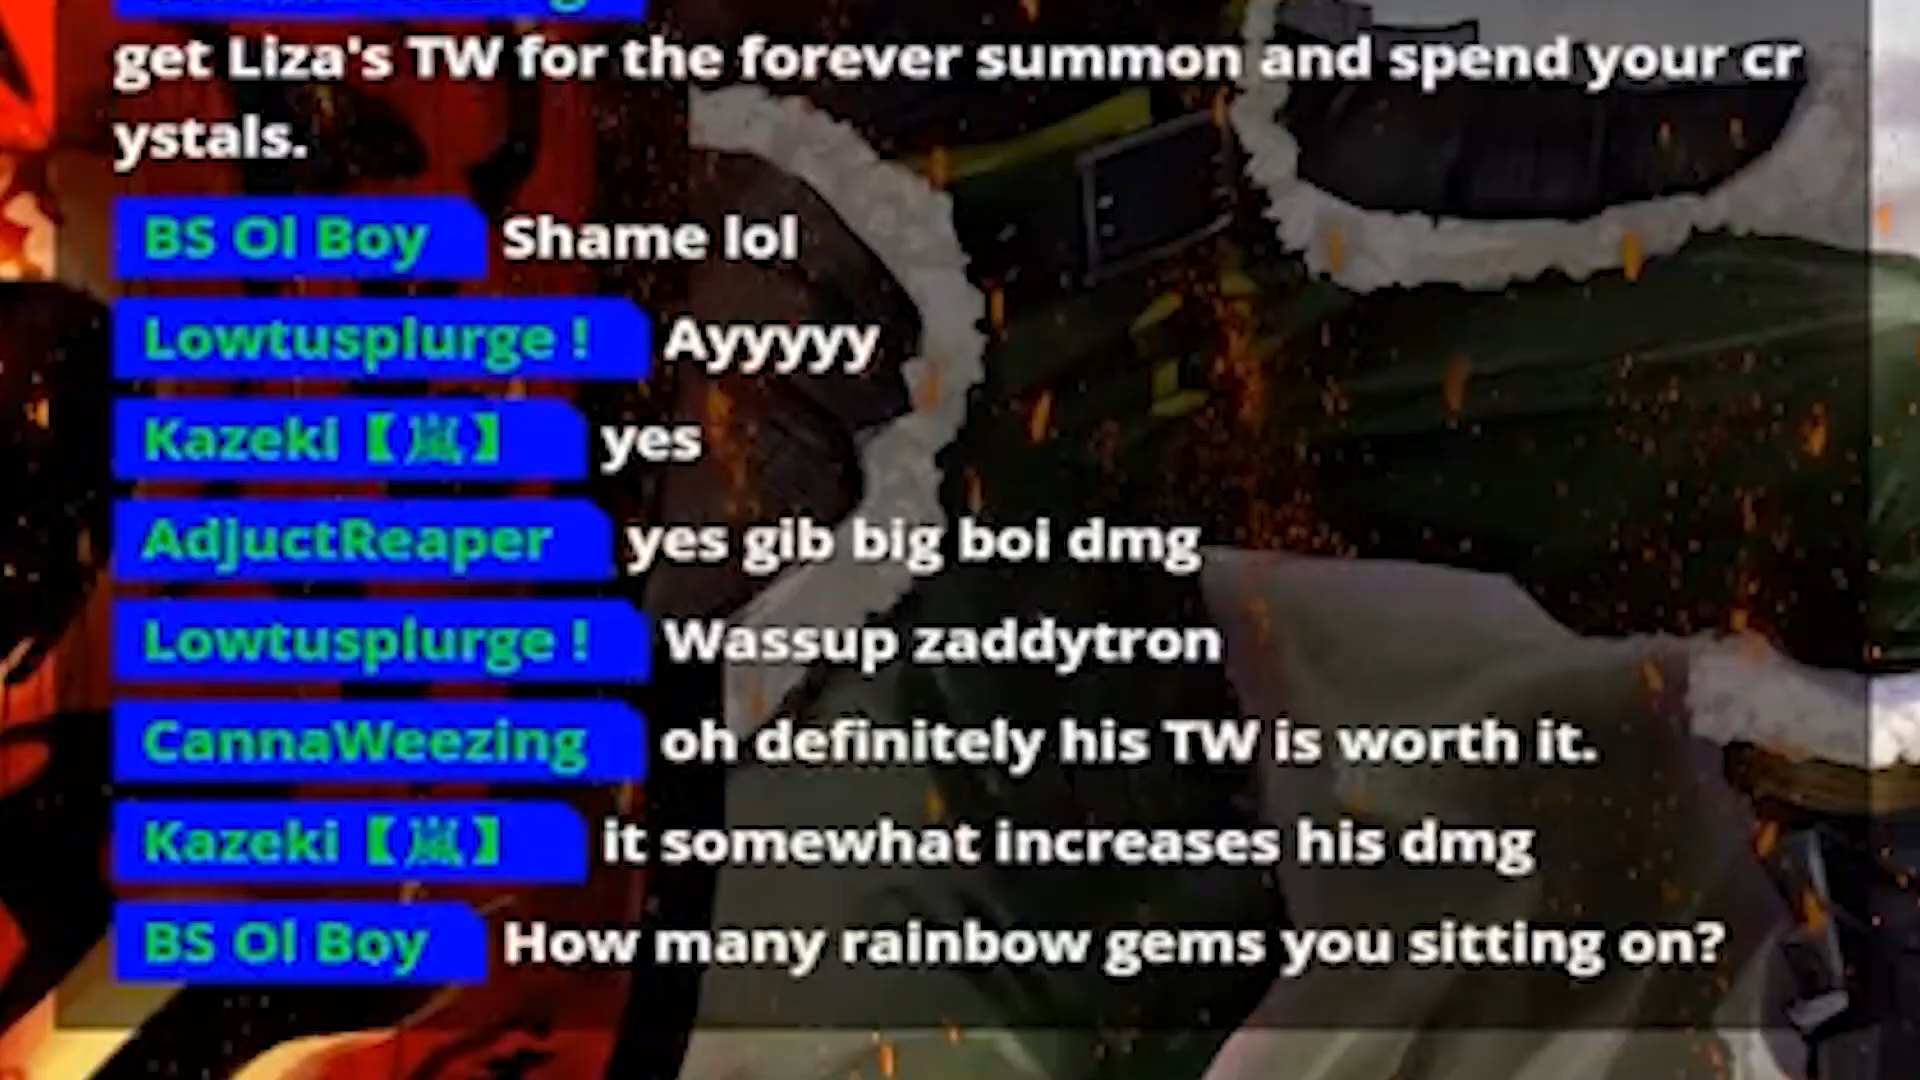 get Liza's TW for the forever summon and spend your cr
ystals.
BS Ol Boy Shame lol
Lowtusplurge ! Ayyyyy
Kazeki【嵐】 yes
AdjuctReaper yes gib big boi dmg
Lowtusplurge ! Wassup zaddytron
CannaWeezing oh definitely his TW is worth it.
Kazeki【嵐】 it somewhat increases his dmg
BS Ol Boy How many rainbow gems you sitting on?